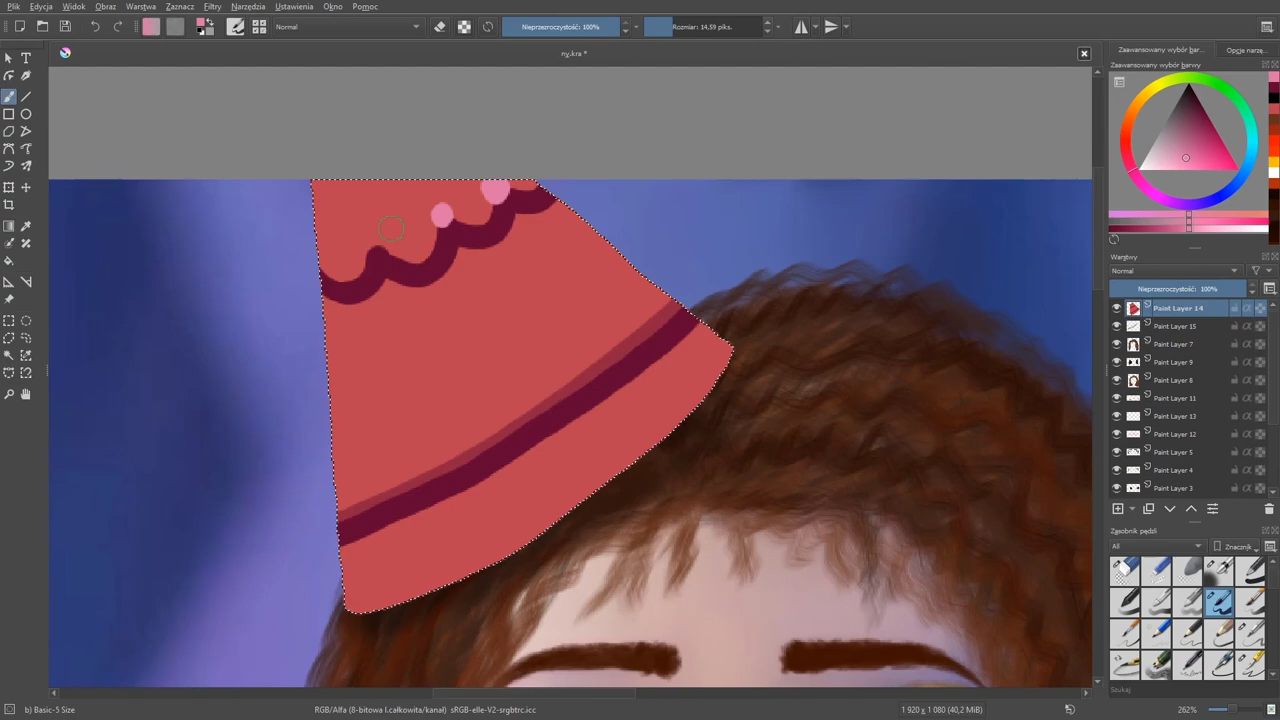 Plik Edycja Widok Obraz Warstwa Zaznacz Filtry Narzędzia Ustawienia Okno Pomoc
Normal Nieprzezroczystość: 100% Rozmiar: 14,59 piks.
ny.kra *
Zaawansowany wybór bar... Opcje narzę...
Zaawansowany wybór barwy
Warstwy
Normal
Nieprzezroczystość: 100%
Paint Layer 14
Paint Layer 15
Paint Layer 7
Paint Layer 9
Paint Layer 8
Paint Layer 11
Paint Layer 13
Paint Layer 12
Paint Layer 5
Paint Layer 4
Paint Layer 3
Zasobnik pędzli
All Znacznik
Szukaj
b) Basic-5 Size RGB/Alfa (8-bitowa l.całkowita/kanał) sRGB-elle-V2-srgbtrc.icc 1 920 x 1 080 (40,2 MiB) 262%